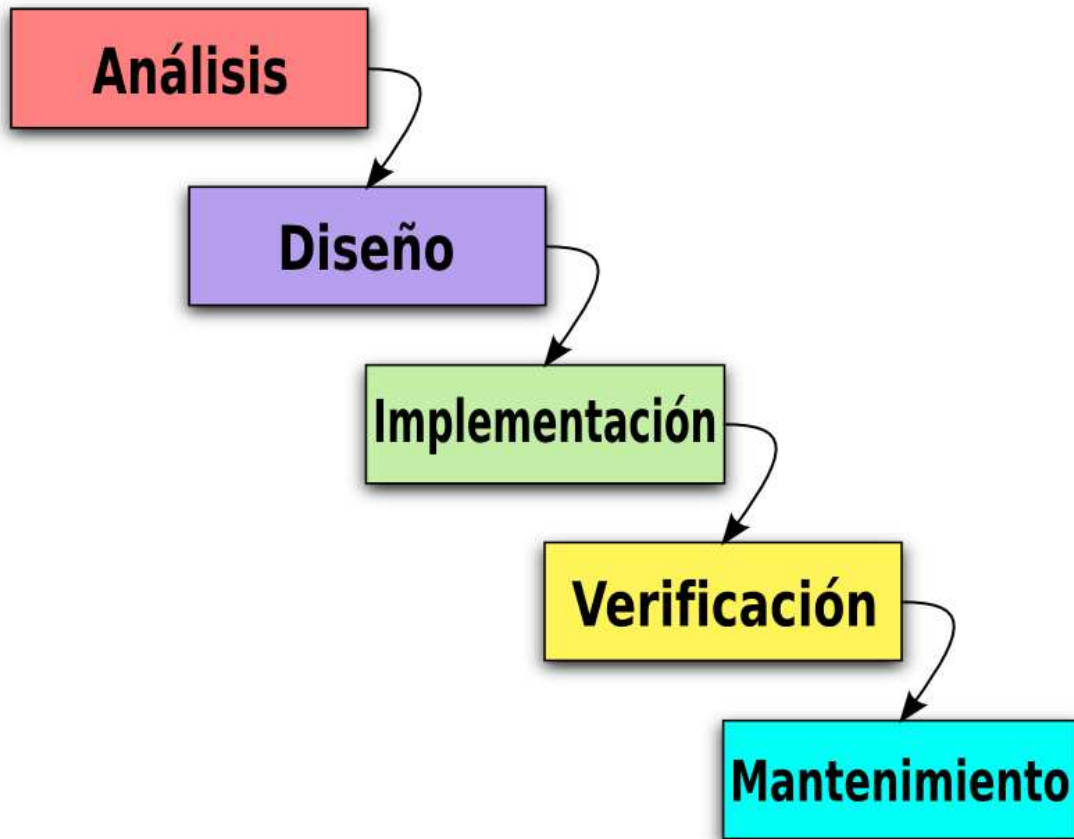 Análisis
Diseño
Implementación
Verificación
Mantenimiento